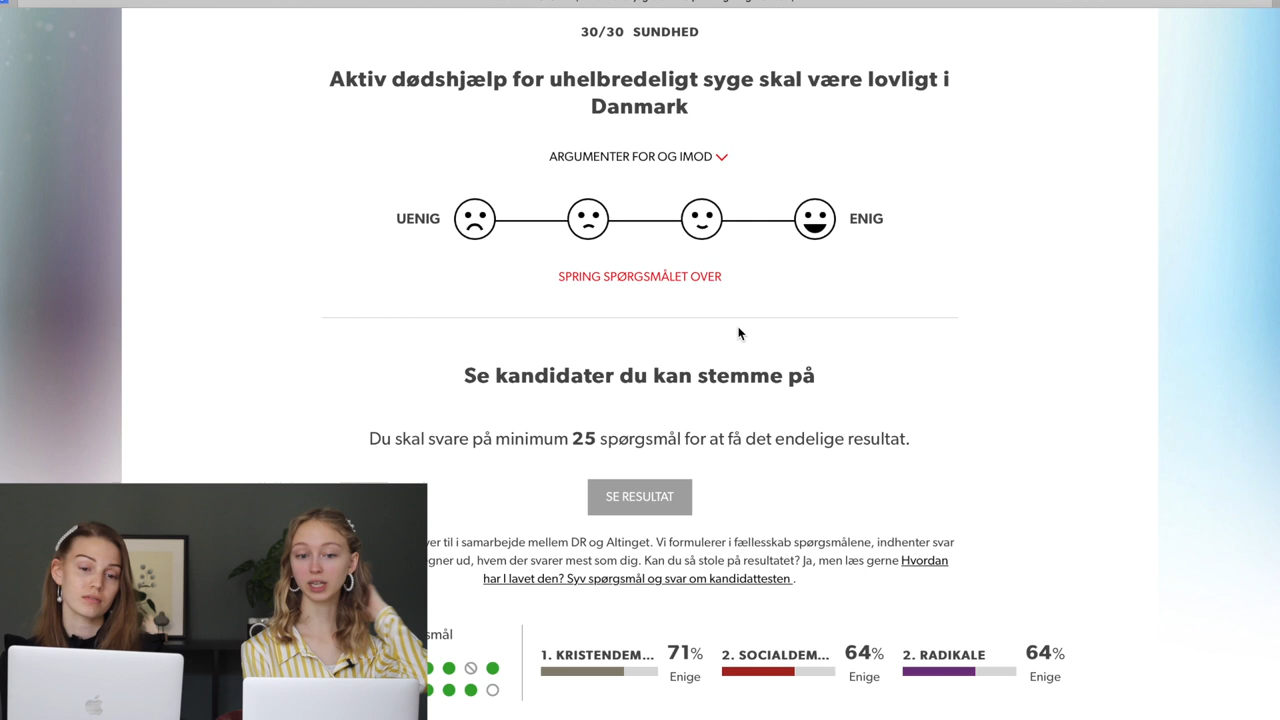 30/30 SUNDHED
Aktiv dødshjælp for uhelbredeligt syge skal være lovligt i
Danmark
ARGUMENTER FOR OG IMOD
UENIG
ENIG
SPRING SPØRGSMÅLET OVER
Se kandidater du kan stemme på
Du skal svare på minimum 25 spørgsmål for at få det endelige resultat.
SE RESULTAT
til i samarbejde mellem DR og Altinget. Vi formulerer i fællesskab spørgsmålene, indhenter svar
ud, hvem der svarer mest som dig. Kan du så stole på resultatet? Ja, men læs gerne Hvordan
har I lavet den? Syv spørgsmål og svar om kandidattesten .
1. KRISTENDEM... 71%
Enige
2. SOCIALDEM... 64%
Enige
2. RADIKALE 64%
Enige